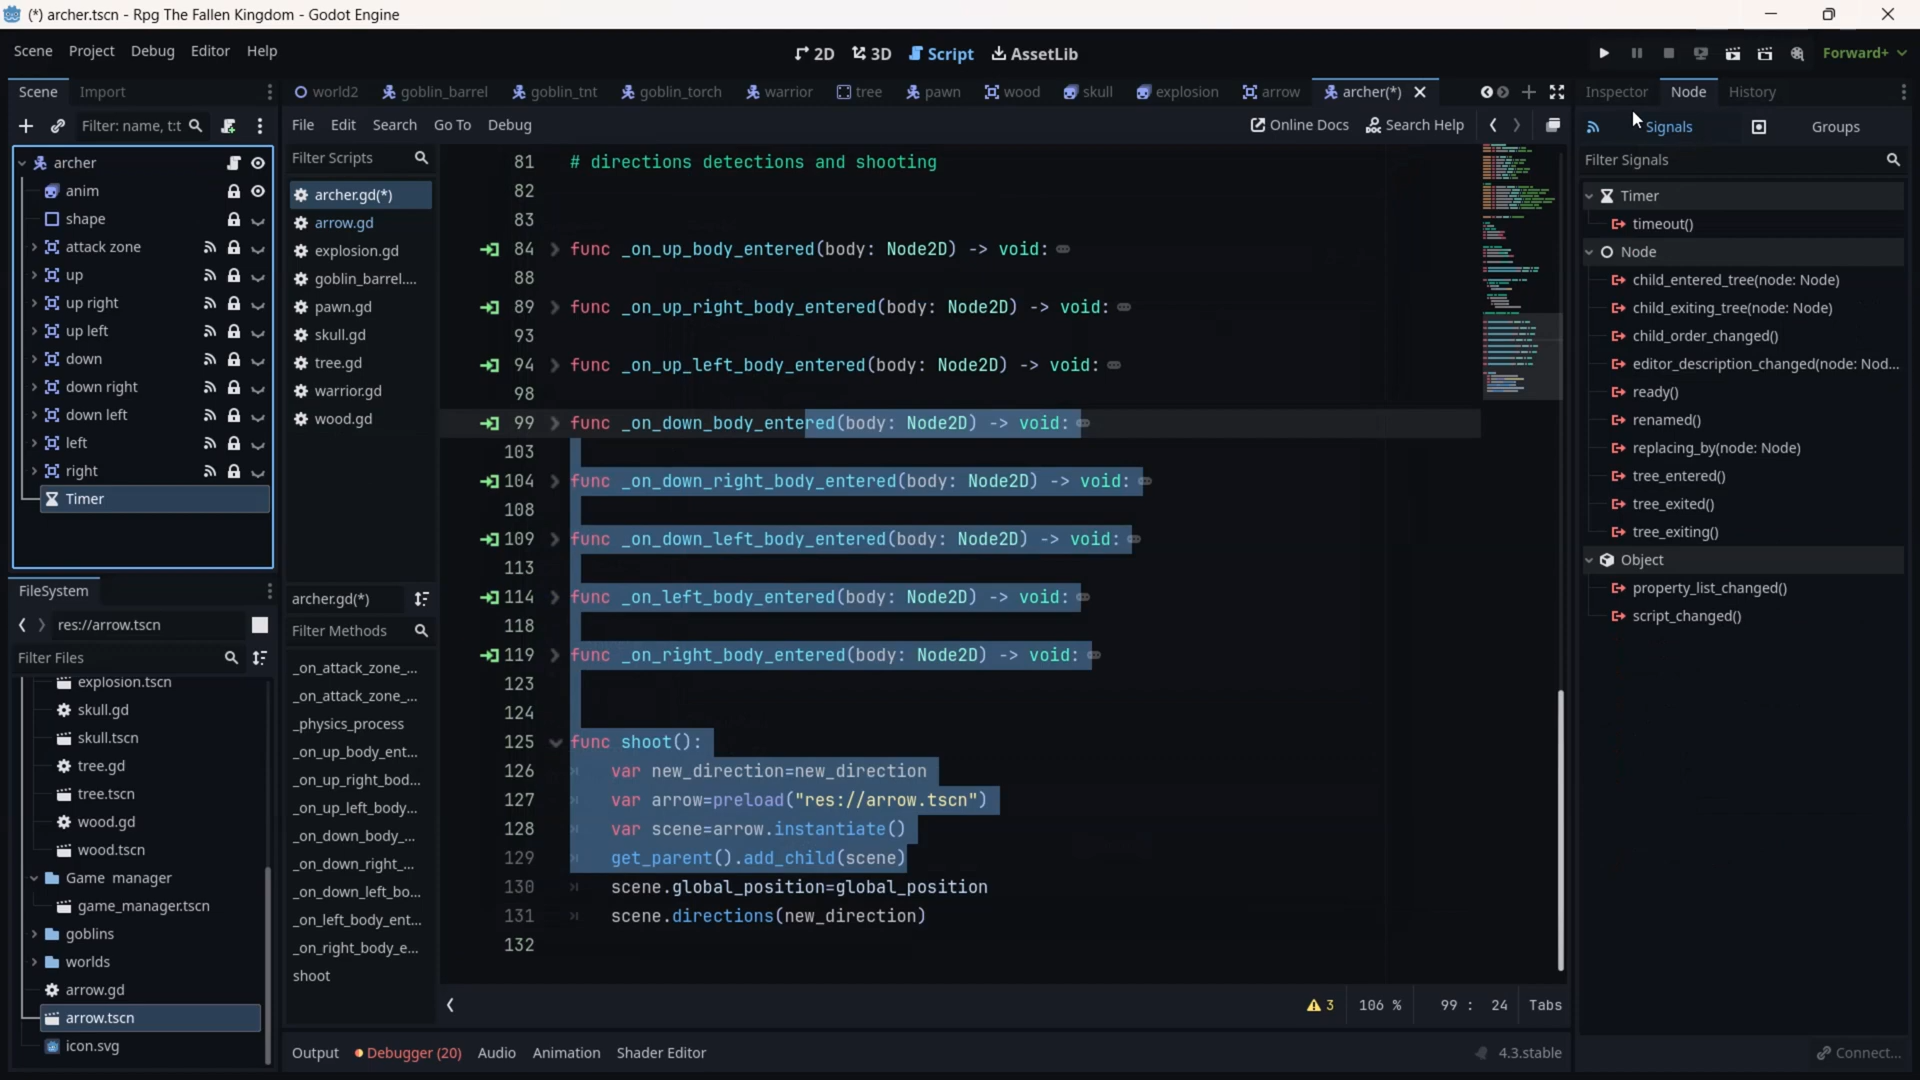 (*) archer.tscn - Rpg The Fallen Kingdom - Godot Engine
Scene Project Debug Editor Help
2D 3D Script AssetLib
Forward+
Scene Import
world2 goblin_barrel goblin_tnt goblin_torch warrior tree pawn wood skull explosion arrow archer(*)
Inspector Node History
Filter: name, t:t
File Edit Search Go To Debug
Online Docs Search Help
Signals Groups
archer
anim
shape
attack zone
up
up right
up left
down
down right
down left
left
right
Timer
FileSystem
res://arrow.tscn
Filter Files
explosion.tscn
skull.gd
skull.tscn
tree.gd
tree.tscn
wood.gd
wood.tscn
Game manager
game_manager.tscn
goblins
worlds
arrow.gd
arrow.tscn
icon.svg
Filter Scripts
archer.gd(*)
arrow.gd
explosion.gd
goblin_barrel....
pawn.gd
skull.gd
tree.gd
warrior.gd
wood.gd
archer.gd(*)
Filter Methods
_on_attack_zone_...
_on_attack_zone_...
_physics_process
_on_up_body_ent...
_on_up_right_bod...
_on_up_left_body...
_on_down_body_...
_on_down_right_...
_on_down_left_bo...
_on_left_body_ent...
_on_right_body_e...
shoot
81 # directions detections and shooting
82
83
84 func _on_up_body_entered(body: Node2D) -> void:
88
89 func _on_up_right_body_entered(body: Node2D) -> void:
93
94 func _on_up_left_body_entered(body: Node2D) -> void:
98
99 func _on_down_body_entered(body: Node2D) -> void:
103
104 func _on_down_right_body_entered(body: Node2D) -> void:
108
109 func _on_down_left_body_entered(body: Node2D) -> void:
113
114 func _on_left_body_entered(body: Node2D) -> void:
118
119 func _on_right_body_entered(body: Node2D) -> void:
123
124
125 func shoot():
126 var new_direction=new_direction
127 var arrow=preload("res://arrow.tscn")
128 var scene=arrow.instantiate()
129 get_parent().add_child(scene)
130 scene.global_position=global_position
131 scene.directions(new_direction)
132
3 106 % 99 : 24 Tabs
Output Debugger (20) Audio Animation Shader Editor
4.3.stable
Filter Signals
Timer
timeout()
Node
child_entered_tree(node: Node)
child_exiting_tree(node: Node)
child_order_changed()
editor_description_changed(node: Nod...
ready()
renamed()
replacing_by(node: Node)
tree_entered()
tree_exited()
tree_exiting()
Object
property_list_changed()
script_changed()
Connect...